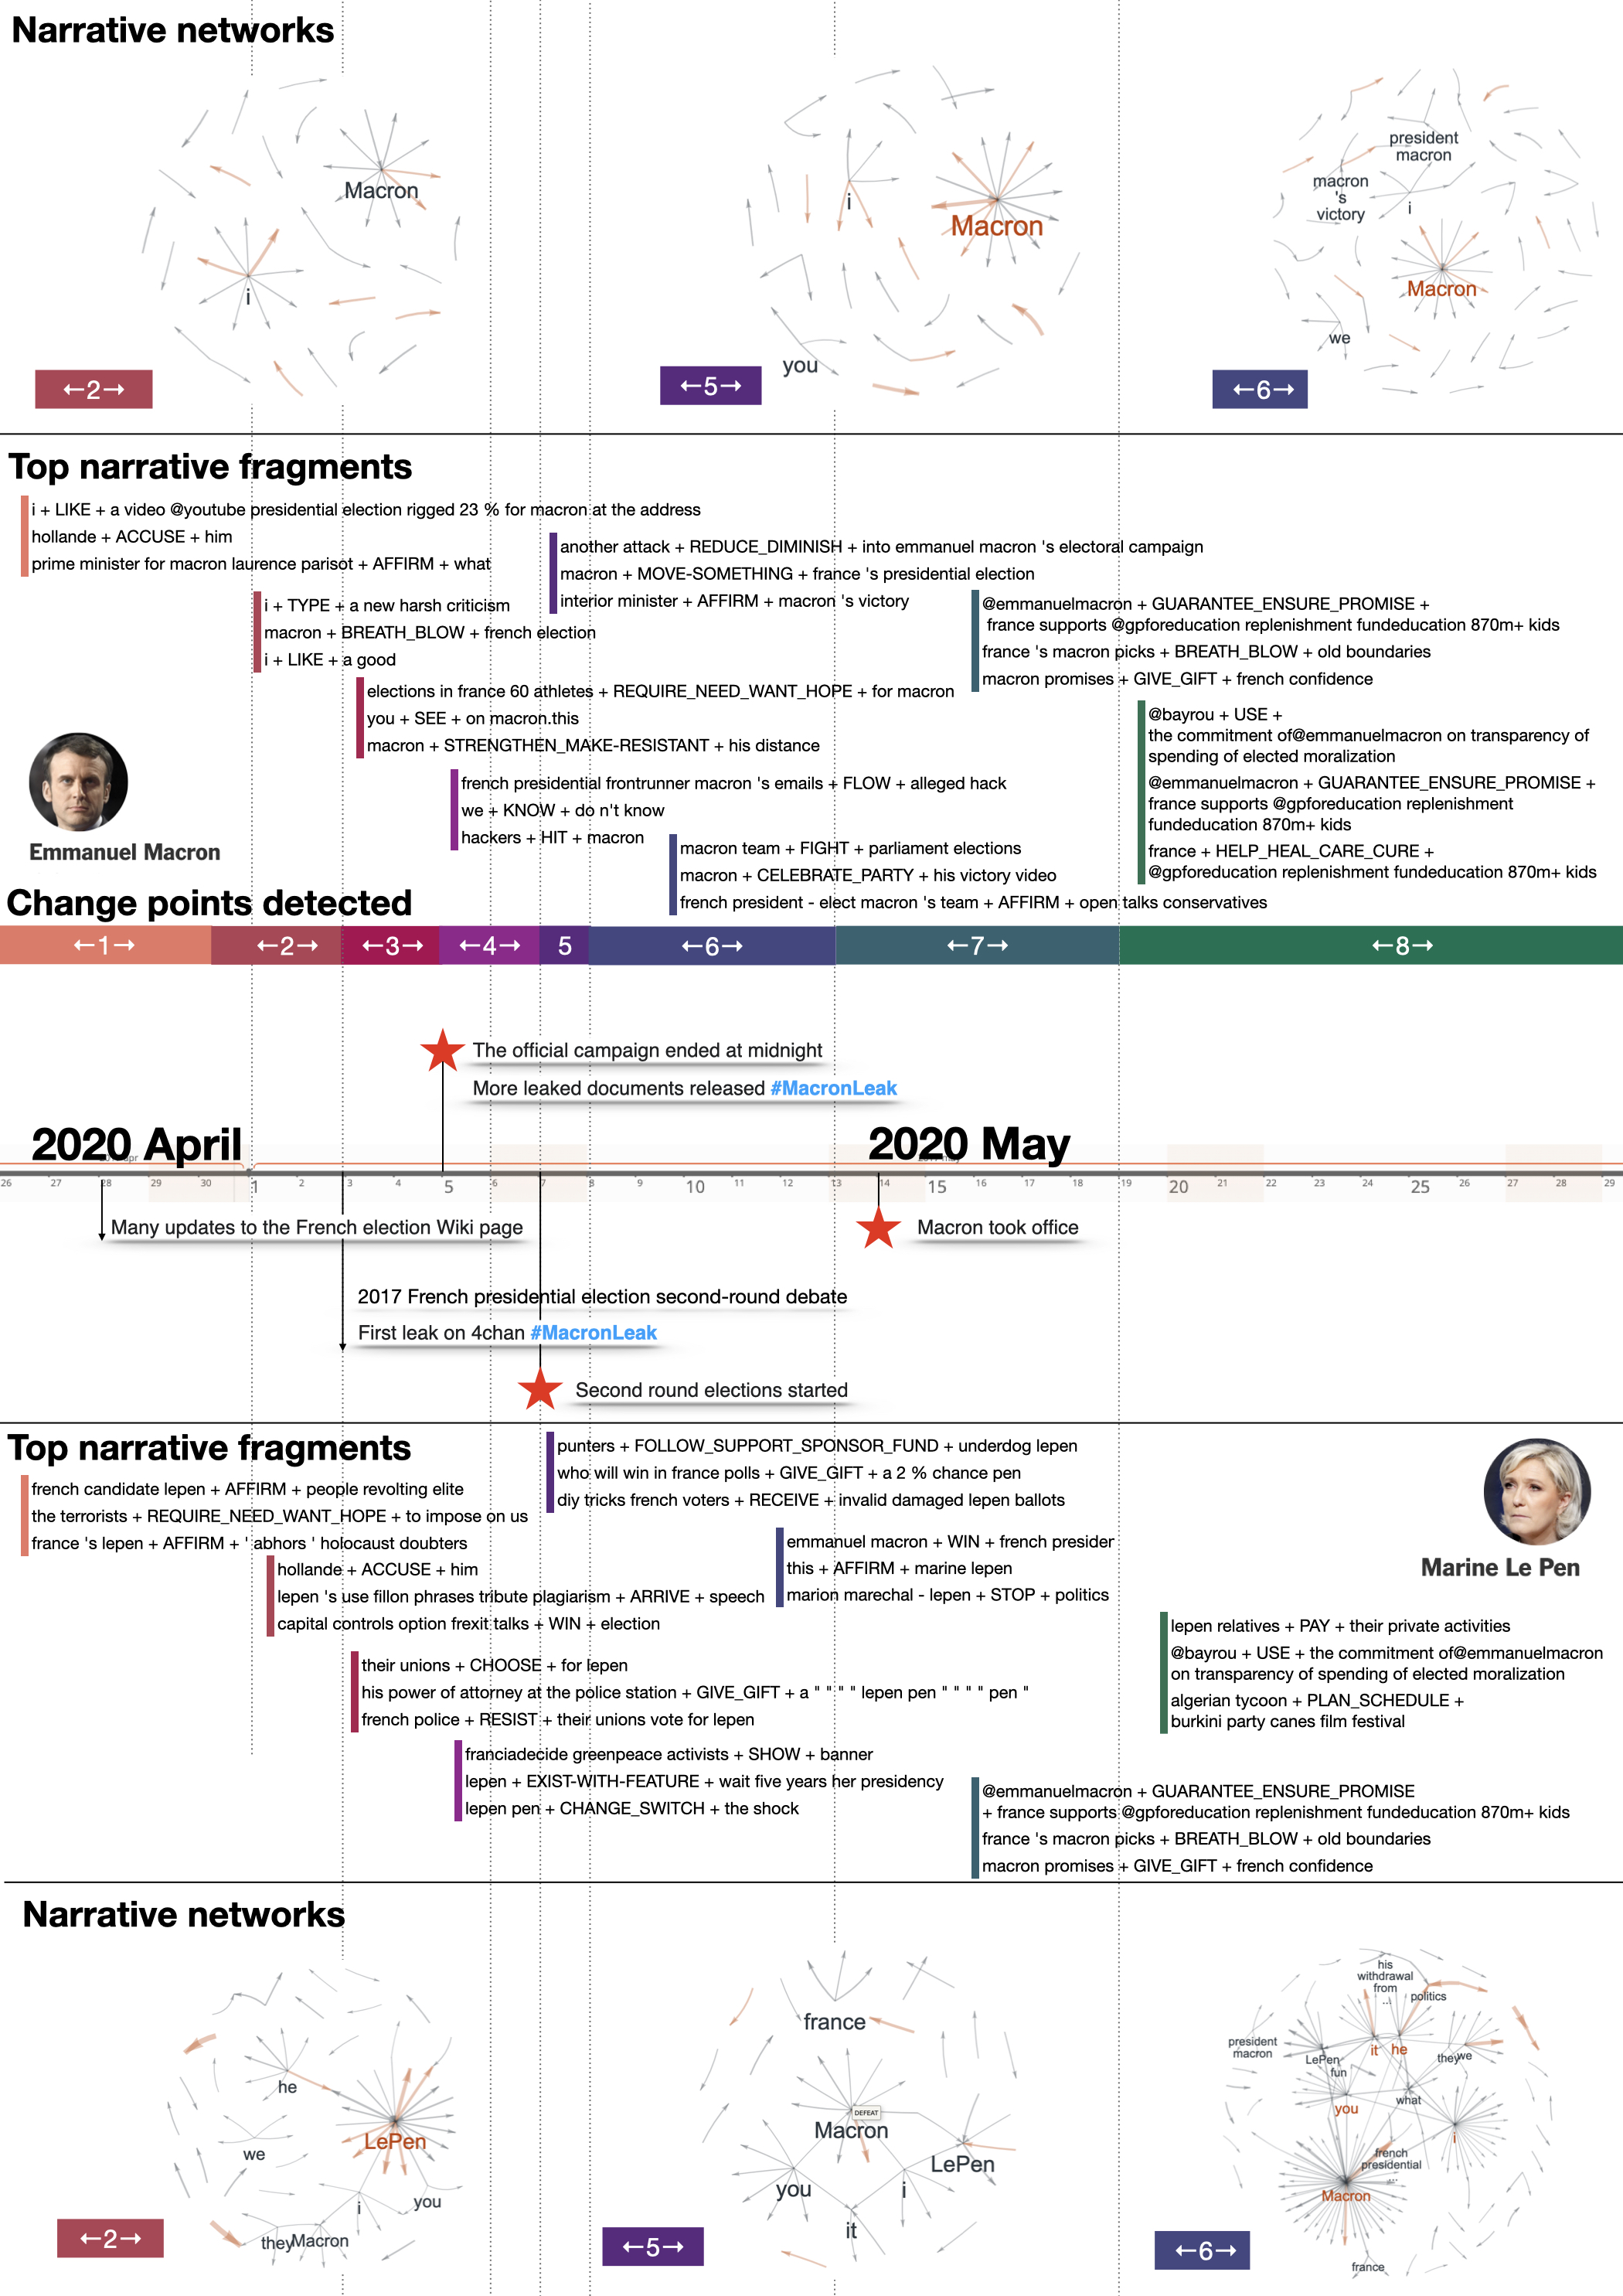 Narrative networks
Macron
i
←2→
i
Macron
you
←5→
president
macron
macron
's
victory
i
Macron
we
←6→
Top narrative fragments
i + LIKE + a video @youtube presidential election rigged 23 % for macron at the address
hollande + ACCUSE + him
prime minister for macron laurence parisot + AFFIRM + what
another attack + REDUCE_DIMINISH + into emmanuel macron 's electoral campaign
macron + MOVE-SOMETHING + france 's presidential election
interior minister + AFFIRM + macron 's victory
i + TYPE + a new harsh criticism
macron + BREATH_BLOW + french election
i + LIKE + a good
@emmanuelmacron + GUARANTEE_ENSURE_PROMISE +
france supports @gpforeducation replenishment fundeducation 870m+ kids
france 's macron picks + BREATH_BLOW + old boundaries
macron promises + GIVE_GIFT + french confidence
elections in france 60 athletes + REQUIRE_NEED_WANT_HOPE + for macron
you + SEE + on macron.this
macron + STRENGTHEN_MAKE-RESISTANT + his distance
@bayrou + USE +
the commitment of@emmanuelmacron on transparency of
spending of elected moralization
@emmanuelmacron + GUARANTEE_ENSURE_PROMISE +
france supports @gpforeducation replenishment
fundeducation 870m+ kids
france + HELP_HEAL_CARE_CURE +
@gpforeducation replenishment fundeducation 870m+ kids
french presidential frontrunner macron 's emails + FLOW + alleged hack
we + KNOW + do n't know
hackers + HIT + macron
macron team + FIGHT + parliament elections
macron + CELEBRATE_PARTY + his victory video
french president - elect macron 's team + AFFIRM + open talks conservatives
Emmanuel Macron
Change points detected
←1→ ←2→ ←3→ ←4→ 5 ←6→ ←7→ ←8→
The official campaign ended at midnight
More leaked documents released #MacronLeak
2020 April
2020 May
26 27 28 29 30 1 2 3 4 5 6 7 8 9 10 11 12 13 14 15 16 17 18 19 20 21 22 23 24 25 26 27 28 29
Many updates to the French election Wiki page
Macron took office
2017 French presidential election second-round debate
First leak on 4chan #MacronLeak
Second round elections started
Top narrative fragments
french candidate lepen + AFFIRM + people revolting elite
the terrorists + REQUIRE_NEED_WANT_HOPE + to impose on us
france 's lepen + AFFIRM + ' abhors ' holocaust doubters
punters + FOLLOW_SUPPORT_SPONSOR_FUND + underdog lepen
who will win in france polls + GIVE_GIFT + a 2 % chance pen
diy tricks french voters + RECEIVE + invalid damaged lepen ballots
hollande + ACCUSE + him
lepen 's use fillon phrases tribute plagiarism + ARRIVE + speech
capital controls option frexit talks + WIN + election
emmanuel macron + WIN + french presider
this + AFFIRM + marine lepen
marion marechal - lepen + STOP + politics
Marine Le Pen
their unions + CHOOSE + for lepen
his power of attorney at the police station + GIVE_GIFT + a " " " " lepen pen " " " " pen "
french police + RESIST + their unions vote for lepen
lepen relatives + PAY + their private activities
@bayrou + USE + the commitment of@emmanuelmacron
on transparency of spending of elected moralization
algerian tycoon + PLAN_SCHEDULE +
burkini party canes film festival
franciadecide greenpeace activists + SHOW + banner
lepen + EXIST-WITH-FEATURE + wait five years her presidency
lepen pen + CHANGE_SWITCH + the shock
@emmanuelmacron + GUARANTEE_ENSURE_PROMISE
+ france supports @gpforeducation replenishment fundeducation 870m+ kids
france 's macron picks + BREATH_BLOW + old boundaries
macron promises + GIVE_GIFT + french confidence
Narrative networks
he
LePen
we
i
you
they
Macron
←2→
france
DEFEAT
Macron
LePen
you
i
it
←5→
his
withdrawal
from
...
politics
president
macron
LePen
it
he
they
we
fun
what
you
i
french
presidential
...
Macron
france
←6→